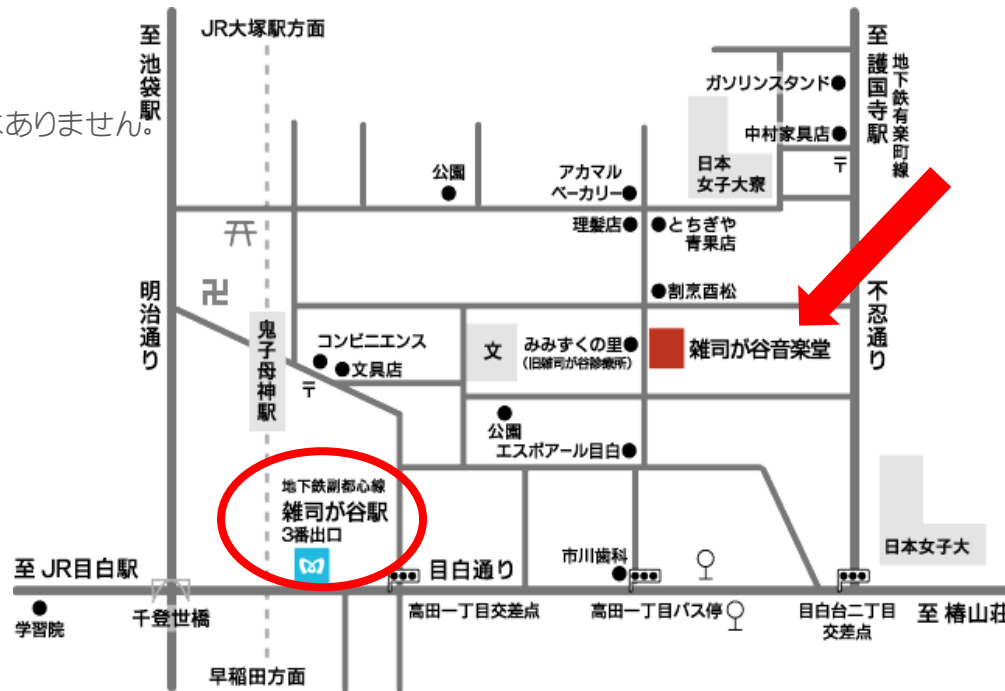 至 池袋駅
JR大塚駅方面
はありません。
至 護国寺駅
地下鉄有楽町線
ガソリンスタンド
中村家具店
〒
日本
女子大寮
公園
アカマル
ベーカリー
理髪店
とちぎや
青果店
卍
明治通り
割烹酉松
不忍通り
鬼子母神駅
コンビニエンス
文具店
〒
文
みみずくの里
(旧雑司が谷診療所)
雑司が谷音楽堂
公園
エスポアール目白
地下鉄副都心線
雑司が谷駅
3番出口
日本女子大
至 JR目白駅
目白通り
市川歯科
学習院
千登世橋
高田一丁目交差点
高田一丁目バス停
目白台二丁目
交差点
至 椿山荘
早稲田方面